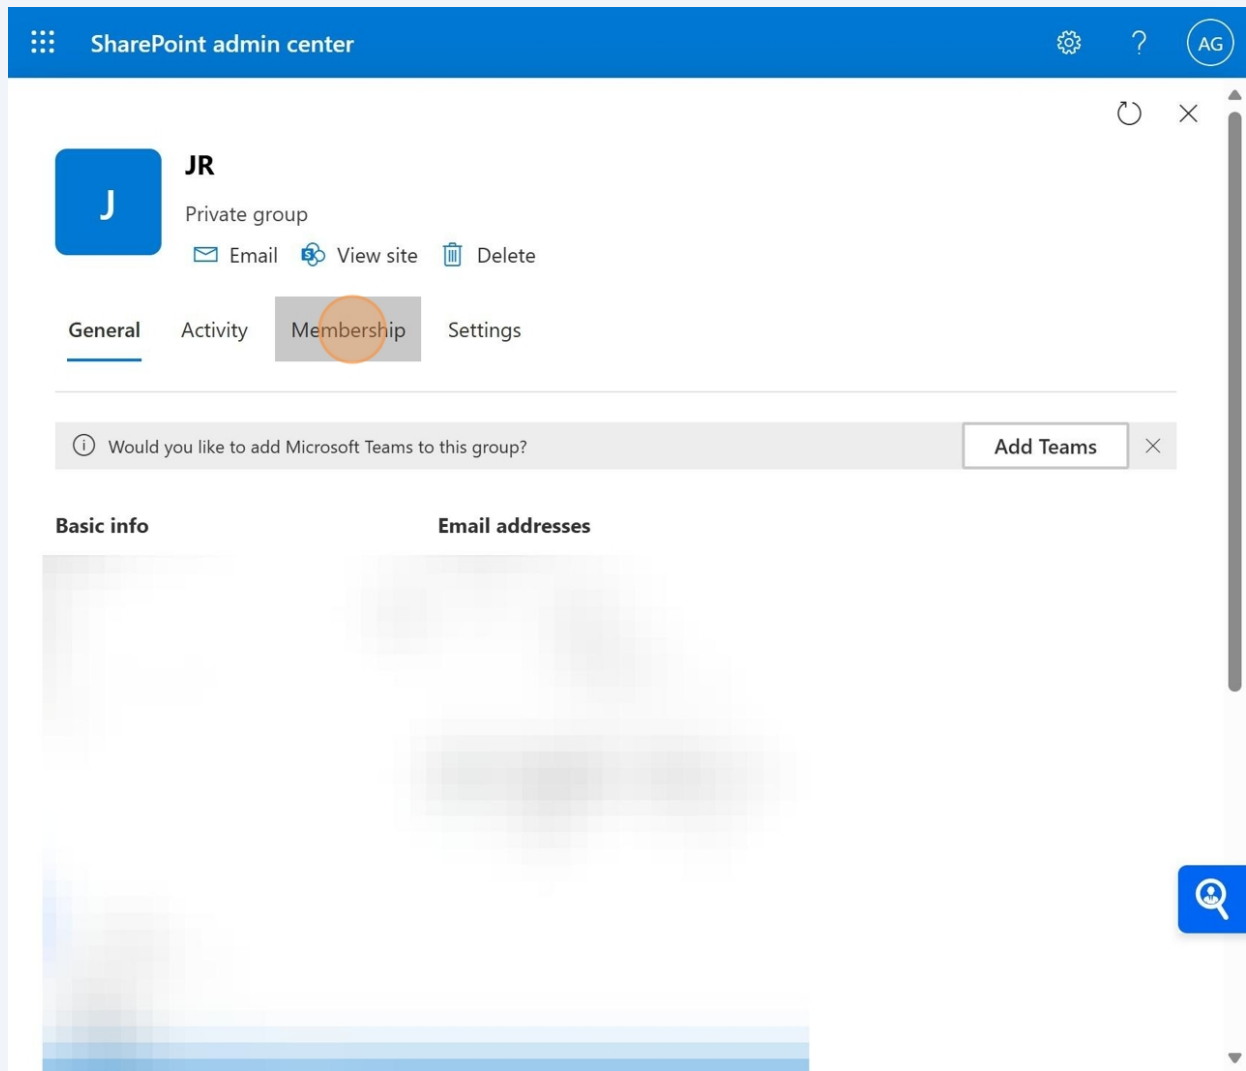 SharePoint admin center
?
AG
J
JR
Private group
Email View site Delete
General Activity Membership Settings
Would you like to add Microsoft Teams to this group? Add Teams
Basic info Email addresses